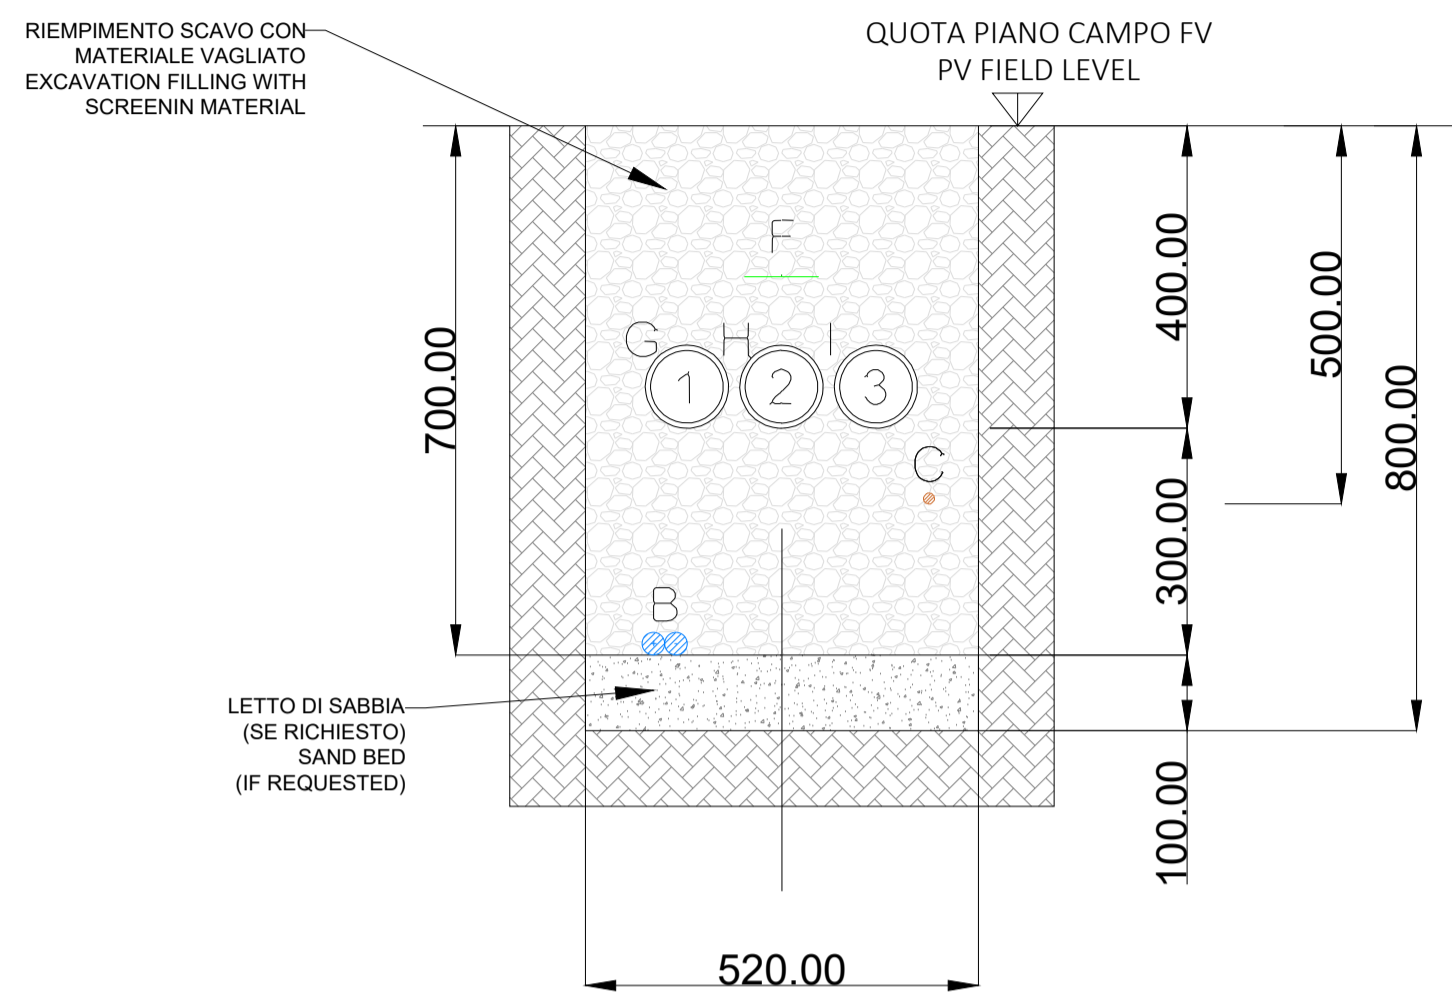 RIEMPIMENTO SCAVO CON
MATERIALE VAGLIATO
EXCAVATION FILLING WITH
SCREENIN MATERIAL
QUOTA PIANO CAMPO FV
PV FIELD LEVEL
F
G H I
1 2 3
C
B
700.00
400.00
500.00
300.00
800.00
100.00
LETTO DI SABBIA
(SE RICHIESTO)
SAND BED
(IF REQUESTED)
520.00